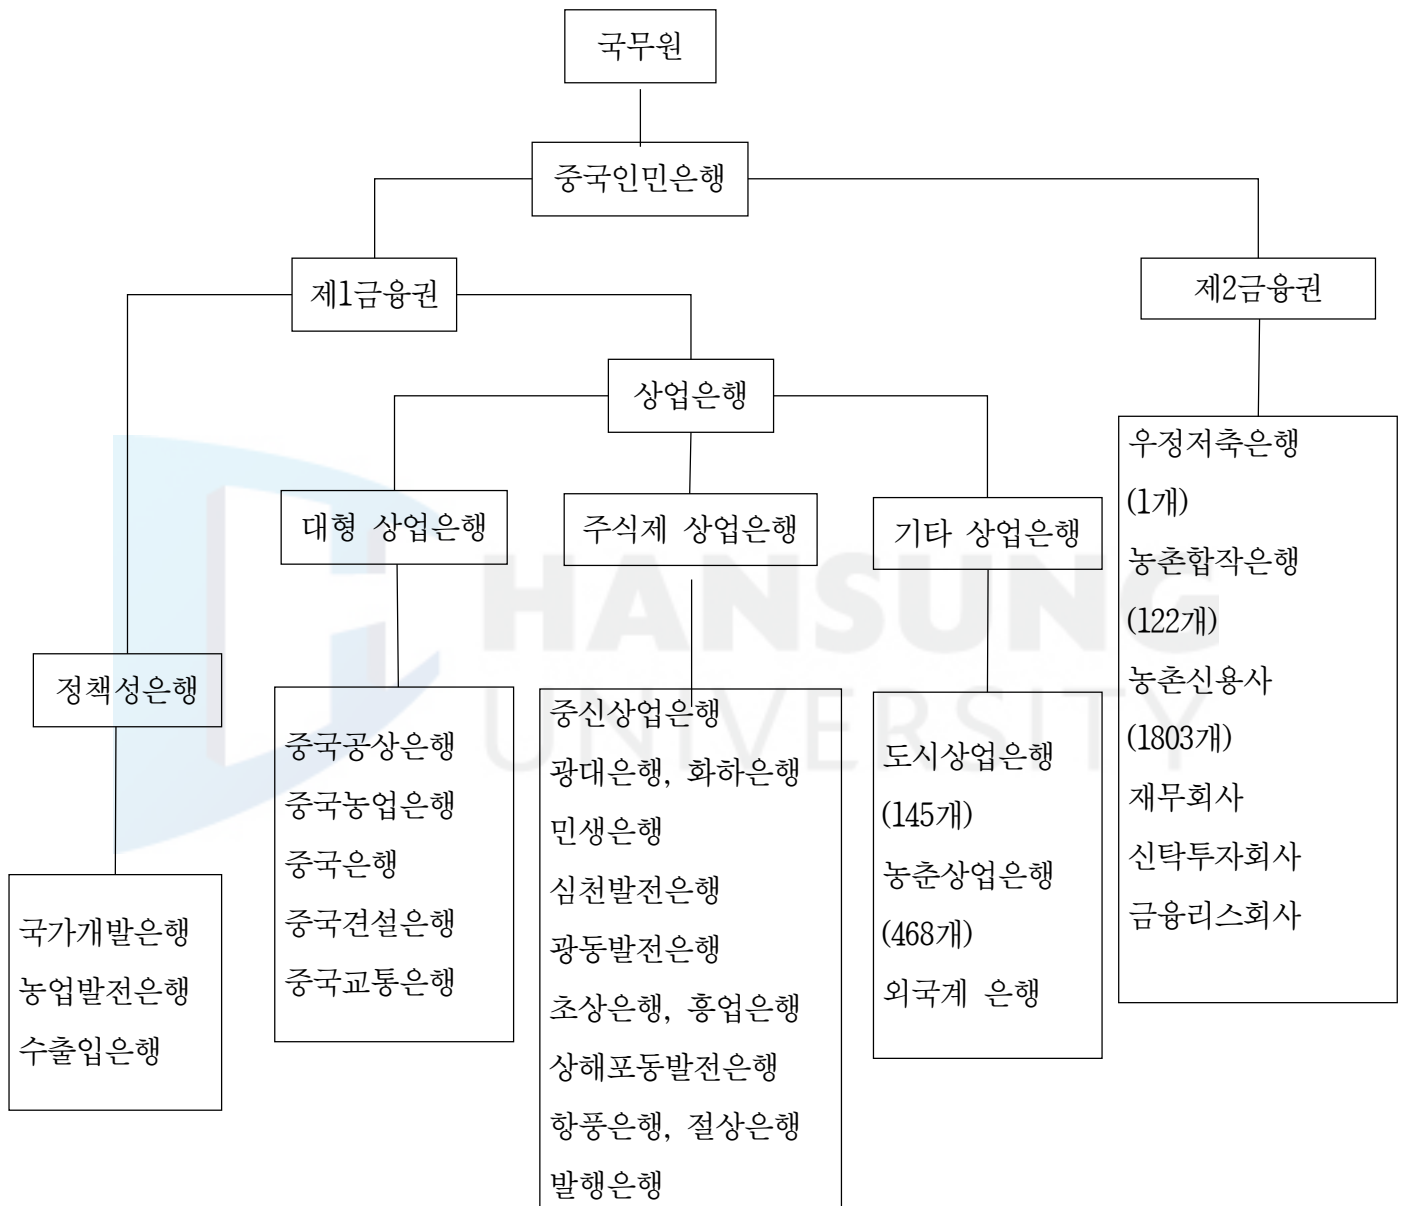 국무원
중국인민은행
제1금융권
제2금융권
상업은행
대형 상업은행
주식제 상업은행
기타 상업은행
정책성은행
국가개발은행
농업발전은행
수출입은행
중국공상은행
중국농업은행
중국은행
중국견설은행
중국교통은행
중신상업은행
광대은행, 화하은행
민생은행
심천발전은행
광동발전은행
초상은행, 흥업은행
상해포동발전은행
항풍은행, 절상은행
발행은행
도시상업은행
(145개)
농춘상업은행
(468개)
외국계 은행
우정저축은행
(1개)
농촌합작은행
(122개)
농촌신용사
(1803개)
재무회사
신탁투자회사
금융리스회사
HANSUNG
UNIVERSITY